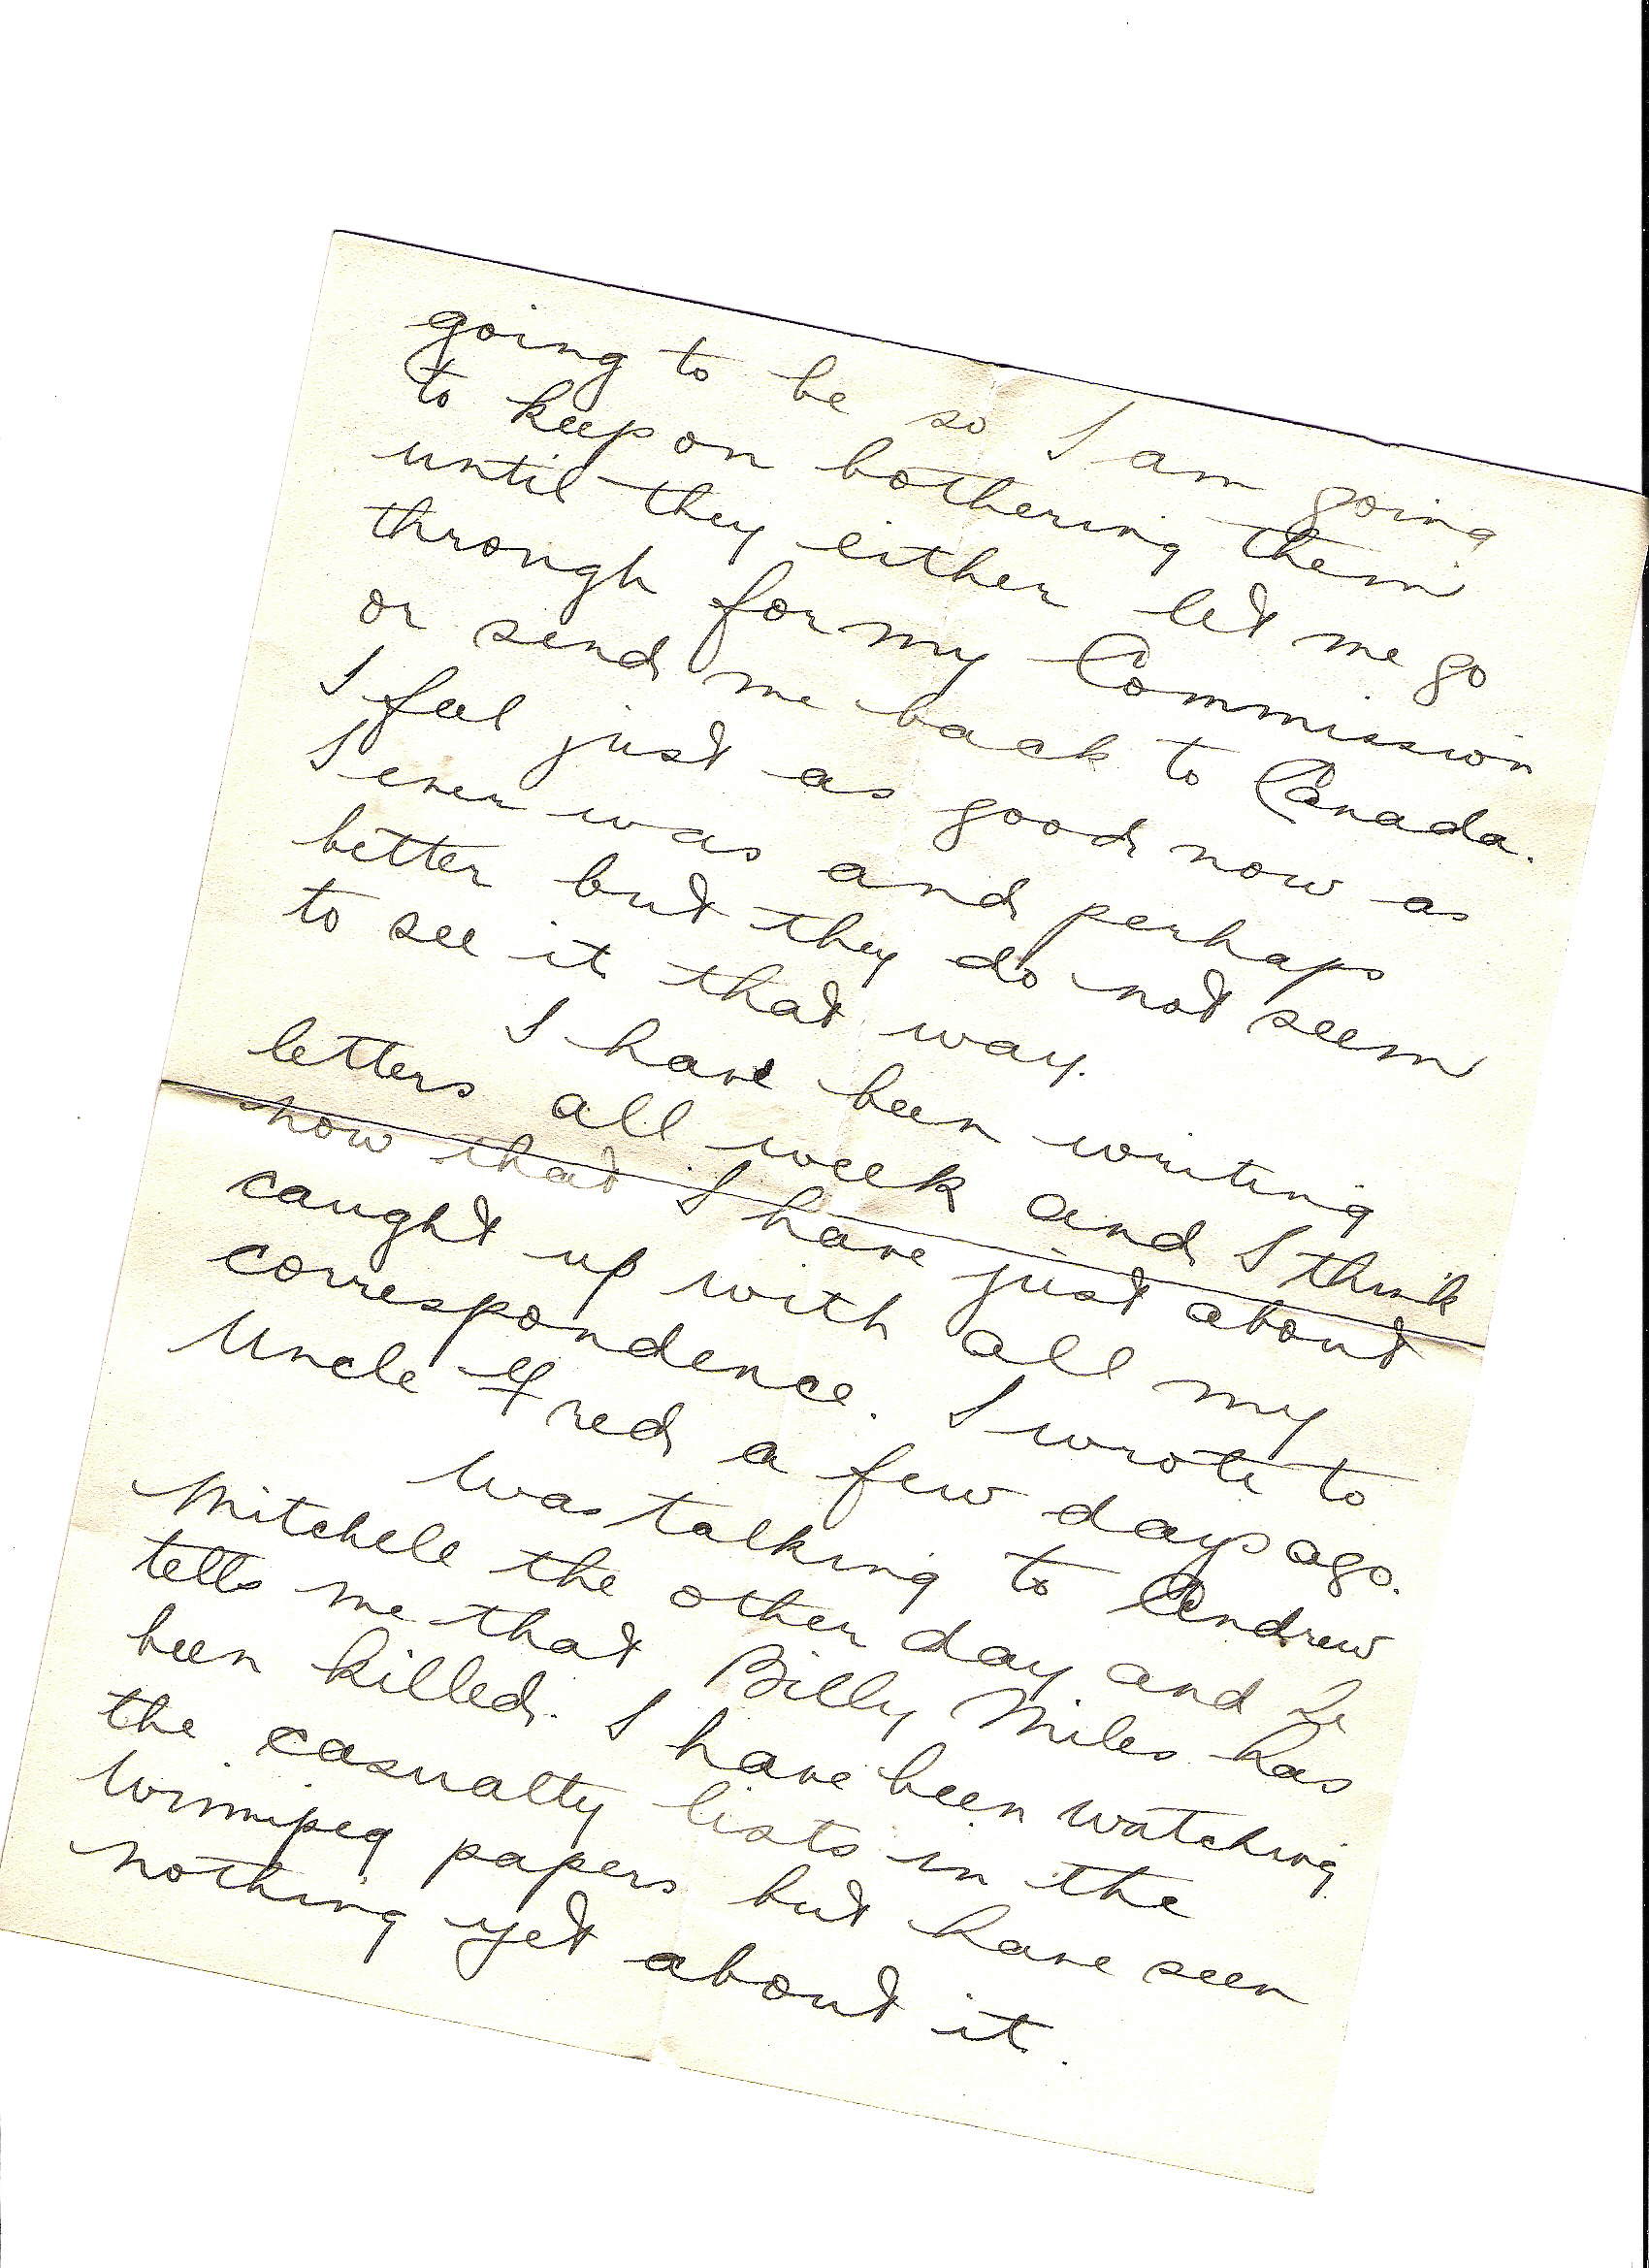 going to be so I am going
to keep on bothering them
until they either let me go
through for my Commission
or send me back to Canada.
I feel just as good now as
I ever was and perhaps
better but they do not seem
to see it that way.
I have been writing
letters all week and I think
now that I have just about
caught up with all my
correspondence. I wrote to
Uncle Fred a few days ago.
Was talking to Andrew
Mitchell the other day and he
tells me that Billy Miles has
been killed. I have been watching
the casualty lists in the
Winnipeg papers but have seen
nothing yet about it.